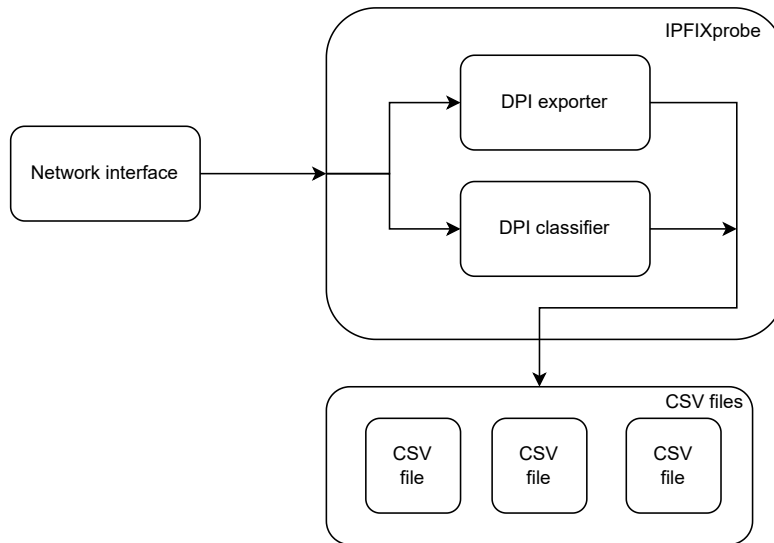 IPFIXprobe
DPI exporter
Network interface
DPI classifier
CSV files
CSV
file
CSV
file
CSV
file